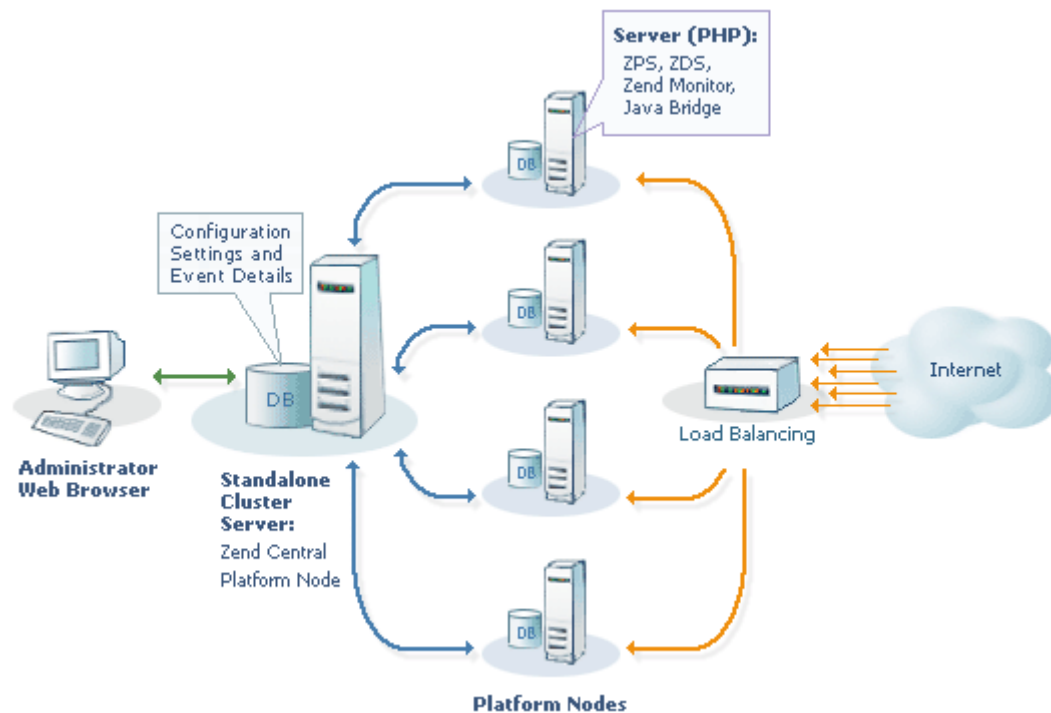 Server (PHP):
ZPS, ZDS,
Zend Monitor,
Java Bridge
DB
Configuration
Settings and
Event Details
DB
Internet
DB
Load Balancing
Administrator
Web Browser
Standalone
Cluster
Server:
Zend Central
Platform Node
DB
DB
Platform Nodes